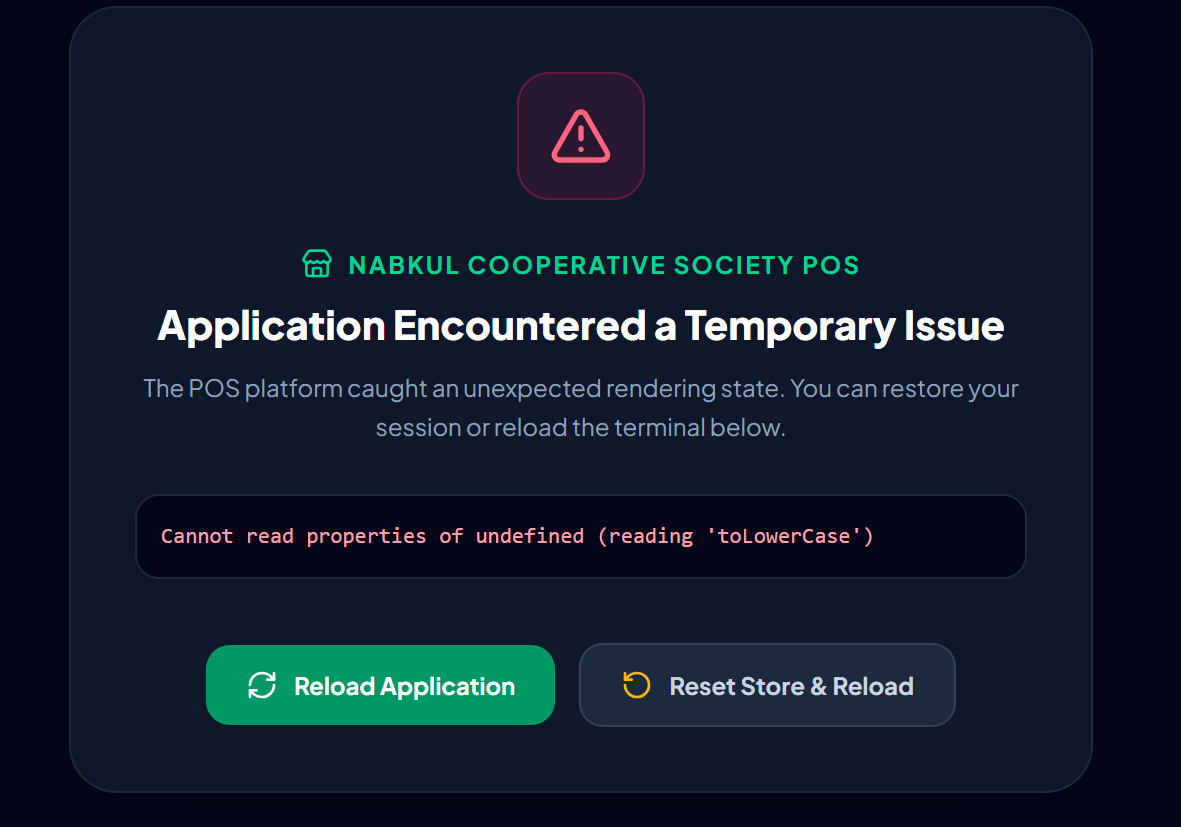 NABKUL COOPERATIVE SOCIETY POS
Application Encountered a Temporary Issue
The POS platform caught an unexpected rendering state. You can restore your
session or reload the terminal below.
Cannot read properties of undefined (reading 'toLowerCase')
Reload Application
Reset Store & Reload